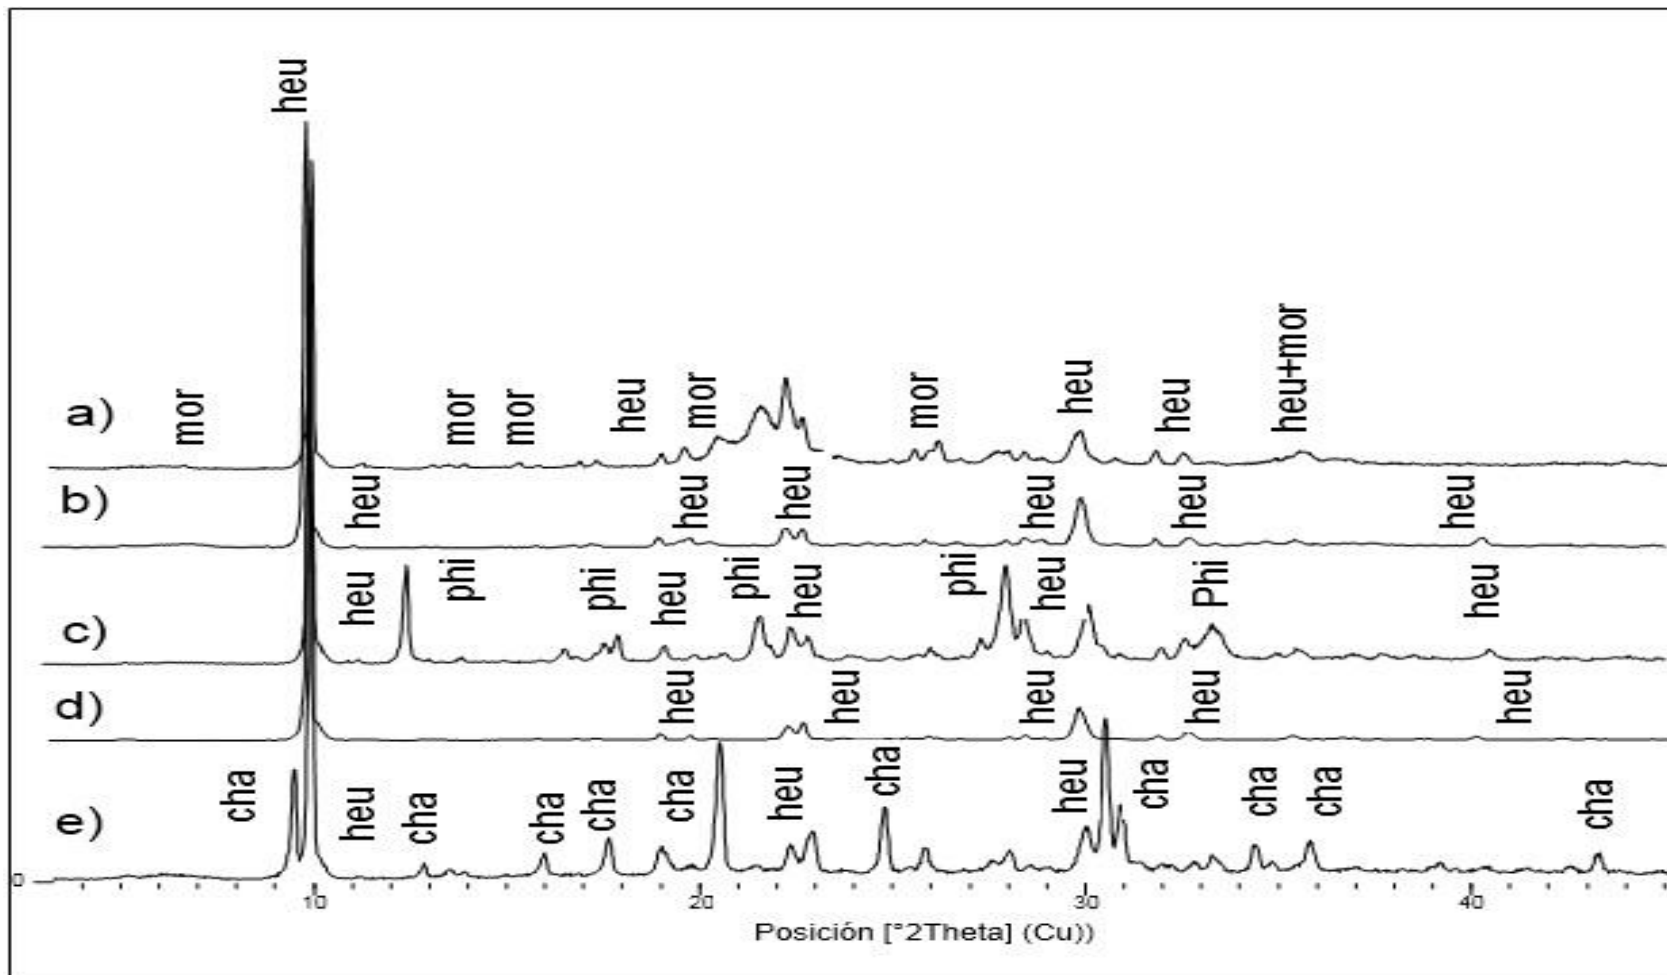 heu
a) mor mor mor heu mor mor heu heu heu+mor
b) heu heu heu heu heu heu
c) heu phi phi heu phi heu phi heu Phi heu
d) heu heu heu heu heu
e) cha heu cha cha cha cha heu cha heu cha cha cha cha
0
10 20 30 40
Posición [°2Theta] (Cu))